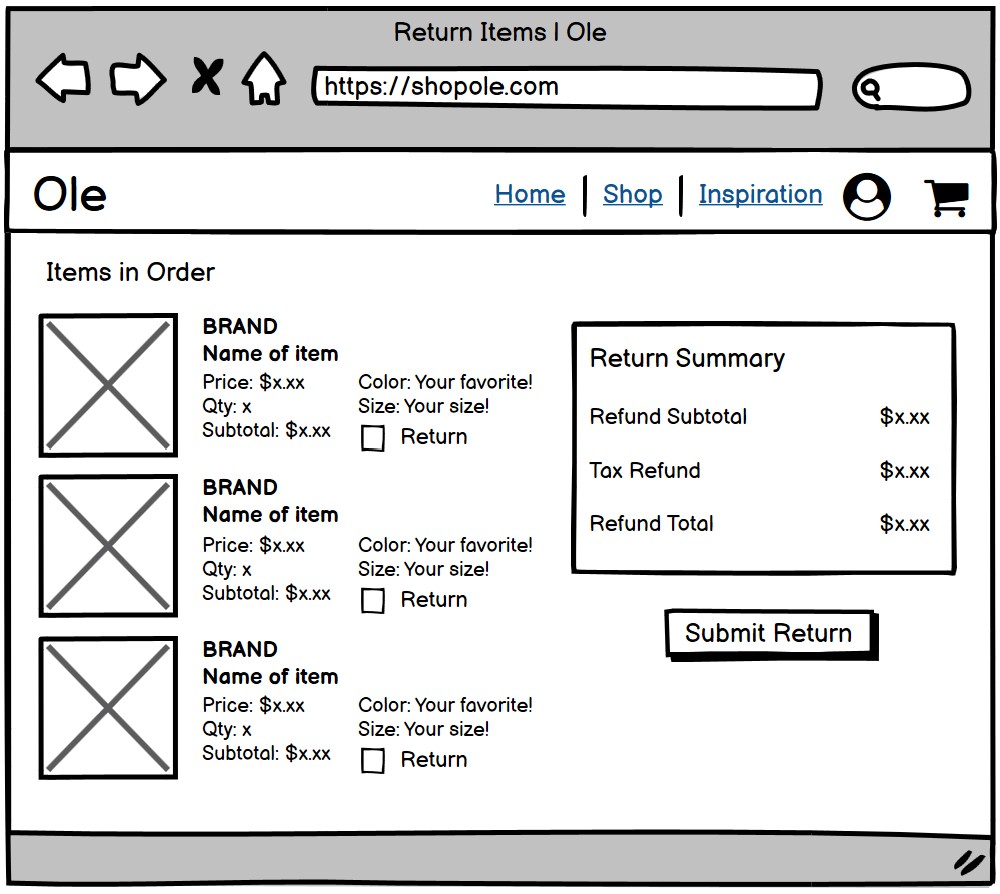 Return Items | Ole
https://shopole.com
Ole
Home | Shop | Inspiration
Items in Order
BRAND
Name of item
Price: $x.xx
Qty: x
Subtotal: $x.xx
Color: Your favorite!
Size: Your size!
Return
BRAND
Name of item
Price: $x.xx
Qty: x
Subtotal: $x.xx
Color: Your favorite!
Size: Your size!
Return
BRAND
Name of item
Price: $x.xx
Qty: x
Subtotal: $x.xx
Color: Your favorite!
Size: Your size!
Return
Return Summary
Refund Subtotal $x.xx
Tax Refund $x.xx
Refund Total $x.xx
Submit Return